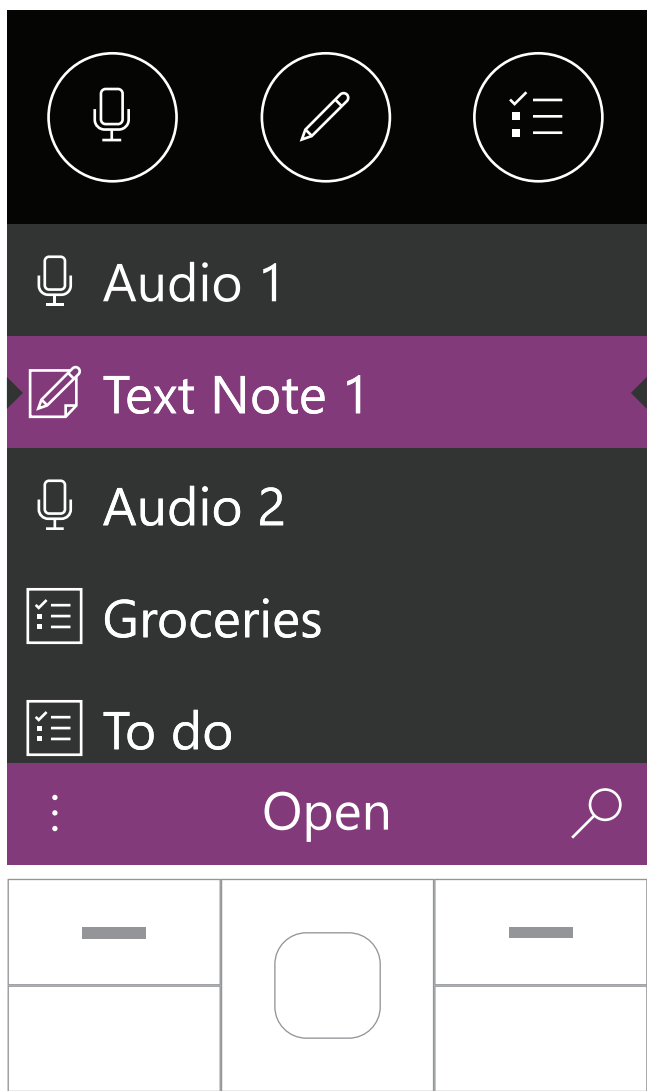 Audio 1
Text Note 1
Audio 2
Groceries
To do
Open